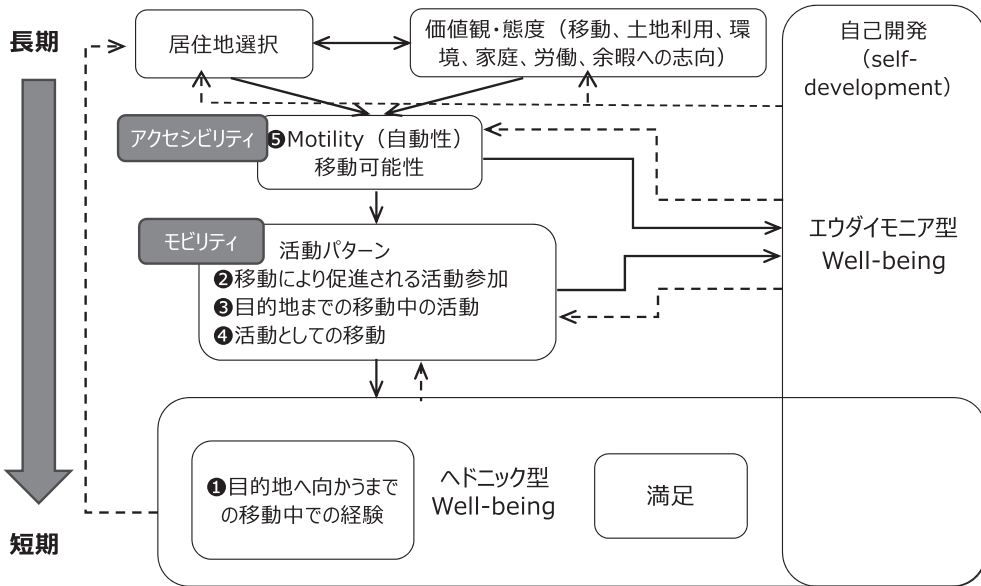 長期
居住地選択
価値観・態度（移動、土地利用、環
境、家庭、労働、余暇への志向）
自己開発
（self-
development）
アクセシビリティ
❺Motility（自動性）
移動可能性
モビリティ
活動パターン
❷移動により促進される活動参加
❸目的地までの移動中の活動
❹活動としての移動
エウダイモニア型
Well-being
❶目的地へ向かうまで
の移動中での経験
ヘドニック型
Well-being
満足
短期